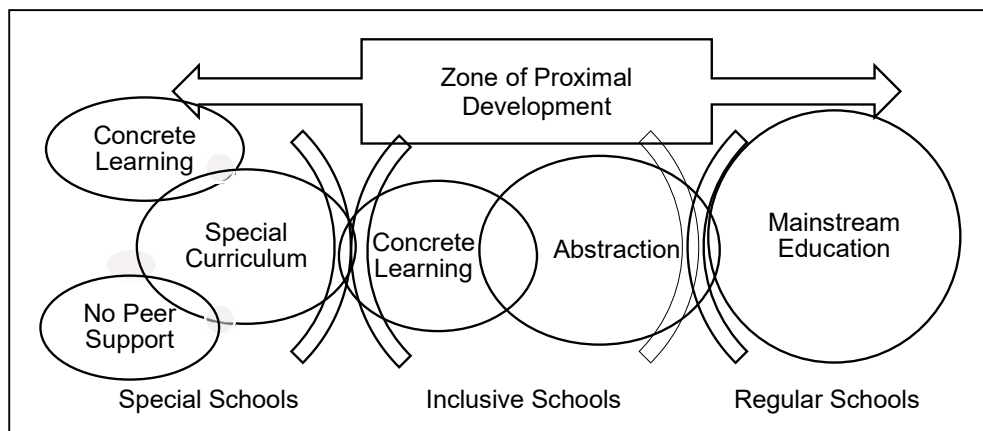 Zone of Proximal
Development
Concrete
Learning
Special
Curriculum
No Peer
Support
Concrete
Learning
Abstraction
Mainstream
Education
Special Schools
Inclusive Schools
Regular Schools